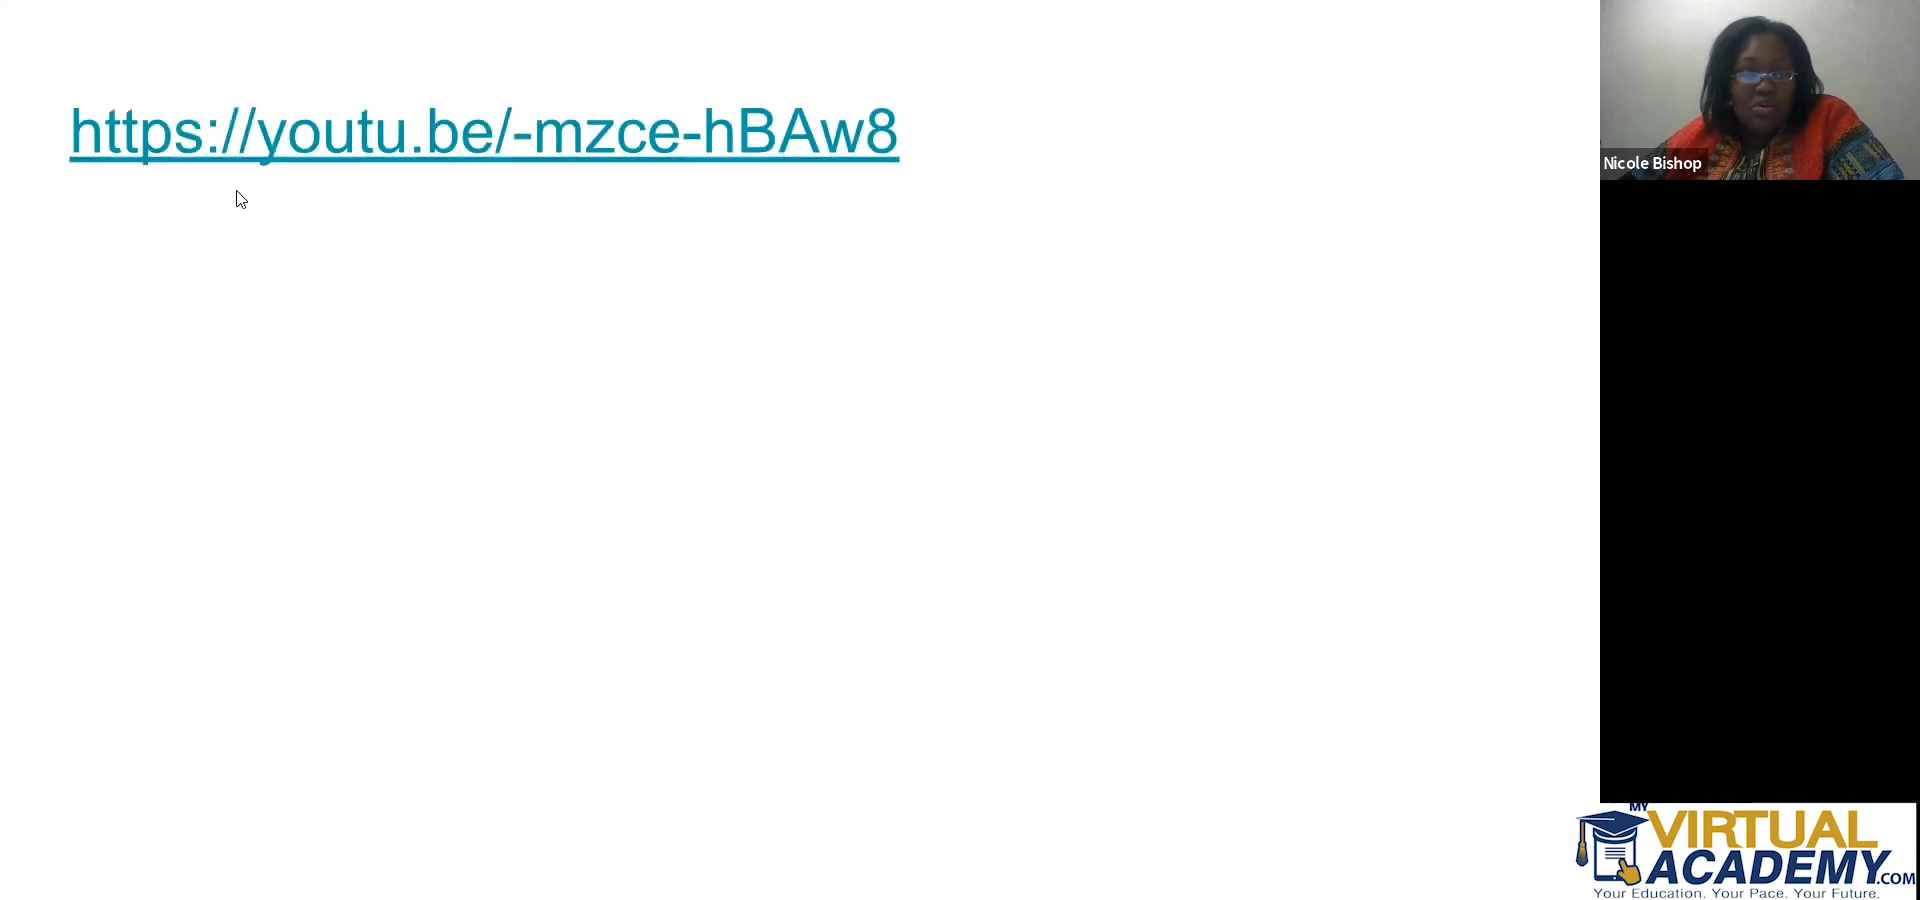 https://youtu.be/-mzce-hBAw8
Nicole Bishop
MY
VIRTUAL
ACADEMY.COM
Your Education. Your Pace. Your Future.